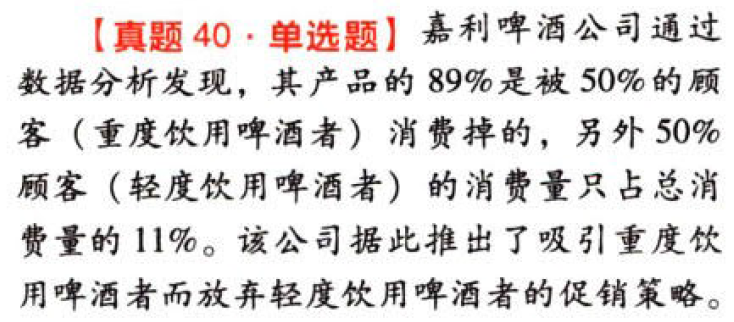 【真题 40·单选题】嘉利啤酒公司通过
数据分析发现，其产品的 89%是被 50%的顾
客（重度饮用啤酒者）消费掉的，另外 50%
顾客（轻度饮用啤酒者）的消费量只占总消
费量的 11%。该公司据此推出了吸引重度饮
用啤酒者而放弃轻度饮用啤酒者的促销策略。